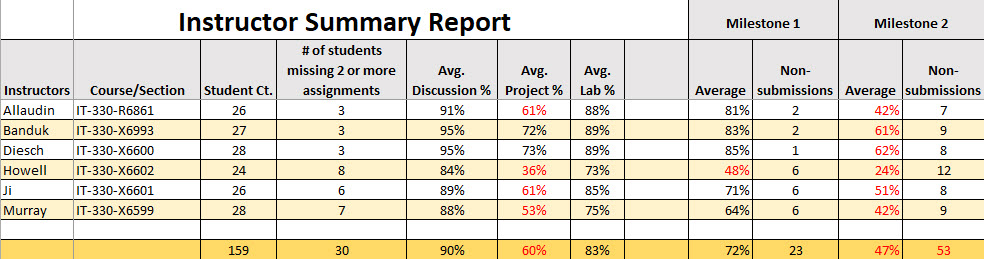 Instructor Summary Report Milestone 1 Milestone 2
# of students
missing 2 or more Avg. Avg. Avg. Non- Non-
Instructors Course/Section Student Ct. assignments Discussion % Project % Lab % Average submissions Average submissions
Allaudin IT-330-R6861 26 3 91% 61% 88% 81% 2 42% 7
Banduk IT-330-X6993 27 3 95% 72% 89% 83% 2 61% 9
Diesch IT-330-X6600 28 3 95% 73% 89% 85% 1 62% 8
Howell IT-330-X6602 24 8 84% 36% 73% 48% 6 24% 12
Ji IT-330-X6601 26 6 89% 61% 85% 71% 6 51% 8
Murray IT-330-X6599 28 7 88% 53% 75% 64% 6 42% 9
159 30 90% 60% 83% 72% 23 47% 53